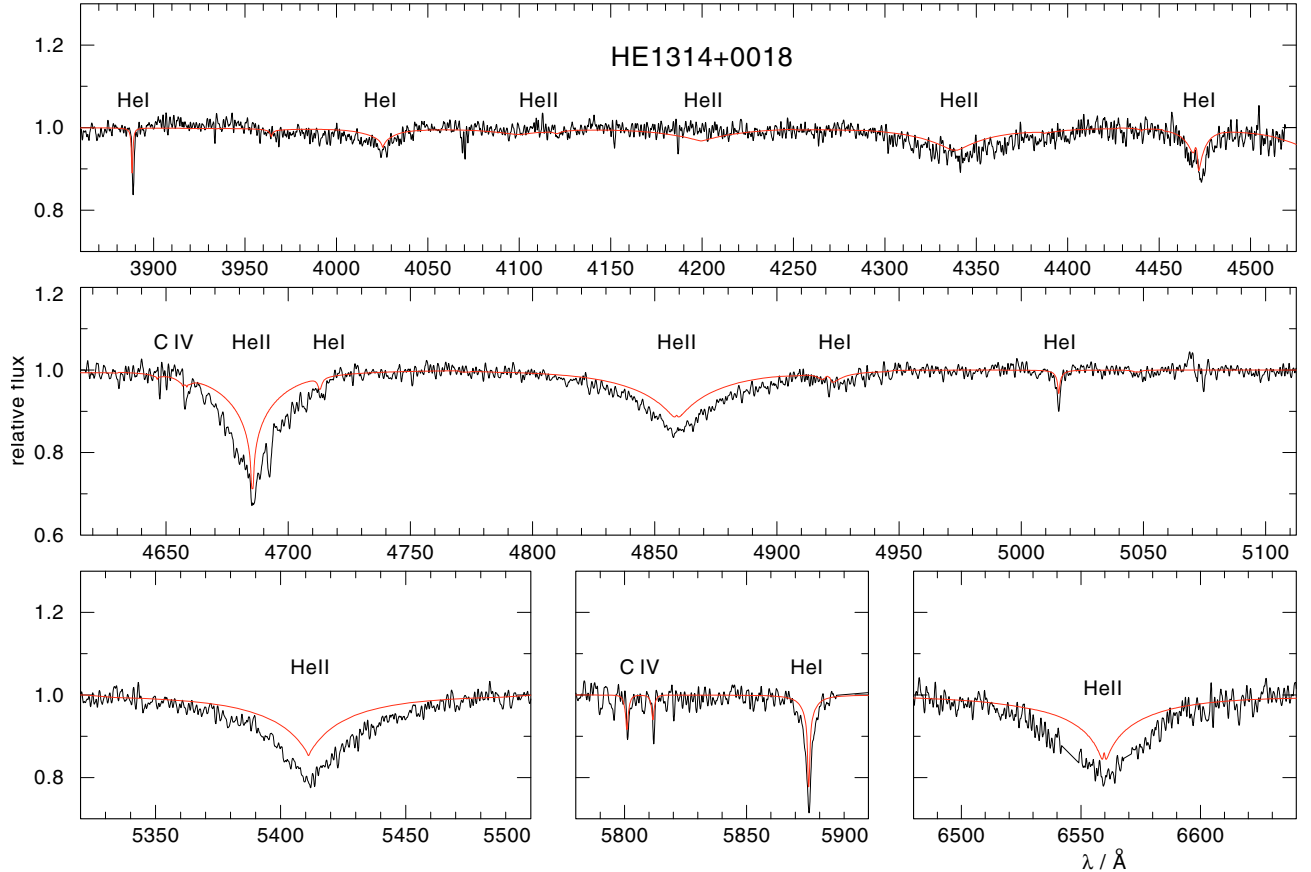 HE1314+0018
HeI HeI HeII HeII HeII HeI
1.2
1.0
0.8
3900 3950 4000 4050 4100 4150 4200 4250 4300 4350 4400 4450 4500
relative flux
1.2
C IV HeII HeI HeII HeI HeI
1.0
0.8
0.6
4650 4700 4750 4800 4850 4900 4950 5000 5050 5100
1.2
HeII C IV HeI HeII
1.0
0.8
5350 5400 5450 5500 5800 5850 5900 6500 6550 6600
λ / Å